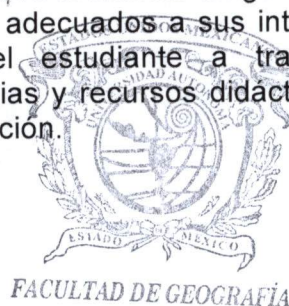 adecuados a sus int
el estudiante a tra
ias y recursos didáct
ción.
ESTADO MEXICO
FACULTAD DE GEOGRAFÍA